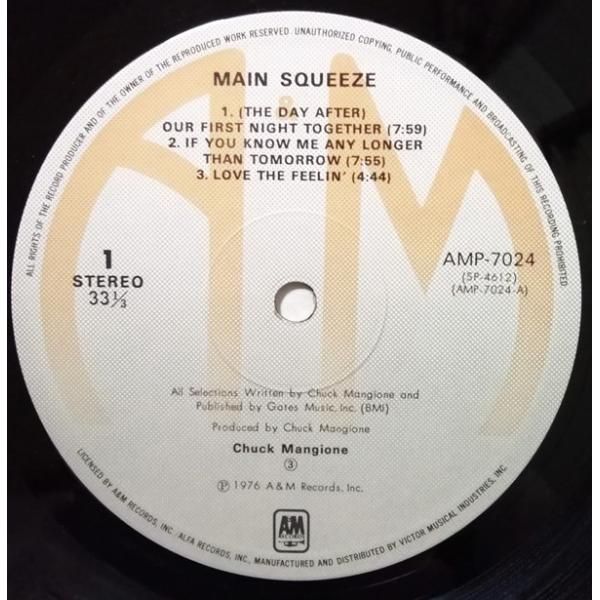 ALL RIGHTS OF THE RECORD PRODUCER AND OF THE OWNER OF THE REPRODUCED WORK RESERVED. UNAUTHORIZED COPYING, PUBLIC PERFORMANCE AND BROADCASTING OF THIS RECORDING PROHIBITED
A&M
MAIN SQUEEZE
1. (THE DAY AFTER)
OUR FIRST NIGHT TOGETHER (7:59)
2. IF YOU KNOW ME ANY LONGER
THAN TOMORROW (7:55)
3. LOVE THE FEELIN' (4:44)
1
STEREO
33⅓
AMP-7024
(SP-4612)
(AMP-7024-A)
All Selections Written by Chuck Mangione and
Published by Gates Music, Inc. (BMI)
Produced by Chuck Mangione
Chuck Mangione
③
℗ 1976 A & M Records, Inc.
A&M
RECORDS
LICENSED BY A&M RECORDS, INC./ALFA RECORDS, INC., MANUFACTURED AND DISTRIBUTED BY VICTOR MUSICAL INDUSTRIES, INC.